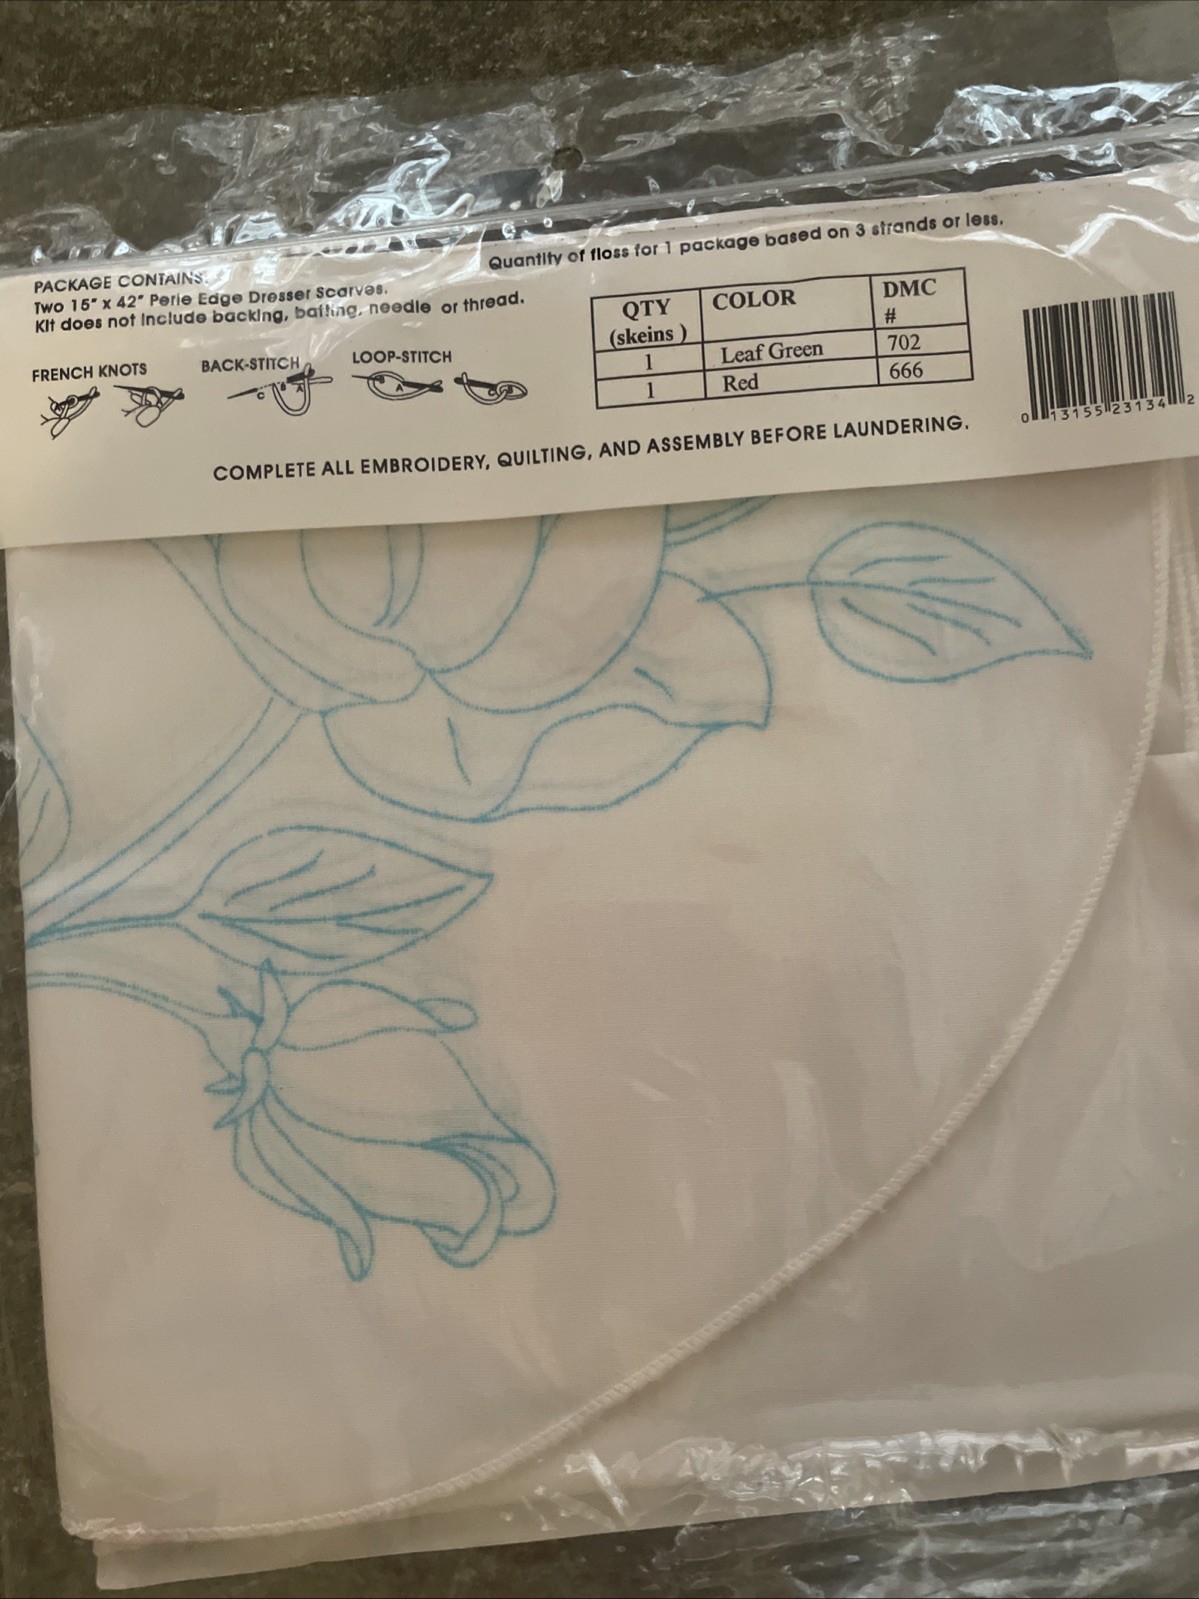 Quantity of floss for 1 package based on 3 strands or less.
PACKAGE CONTAINS:
Two 15" x 42" Perle Edge Dresser Scarves.
Kit does not include backing, batting, needle or thread.
FRENCH KNOTS
BACK-STITCH
C B A
LOOP-STITCH
A
C B
QTY (skeins ) COLOR DMC #
1 Leaf Green 702
1 Red 666
0 13155 23134 2
COMPLETE ALL EMBROIDERY, QUILTING, AND ASSEMBLY BEFORE LAUNDERING.